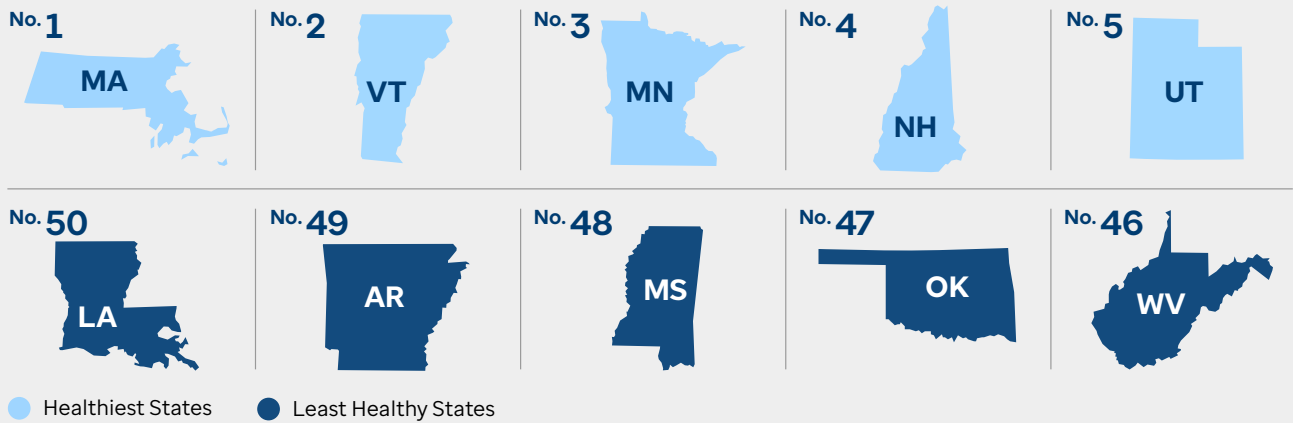 No. 1
MA
No. 2
VT
No. 3
MN
No. 4
NH
No. 5
UT
No. 50
LA
No. 49
AR
No. 48
MS
No. 47
OK
No. 46
WV
Healthiest States
Least Healthy States